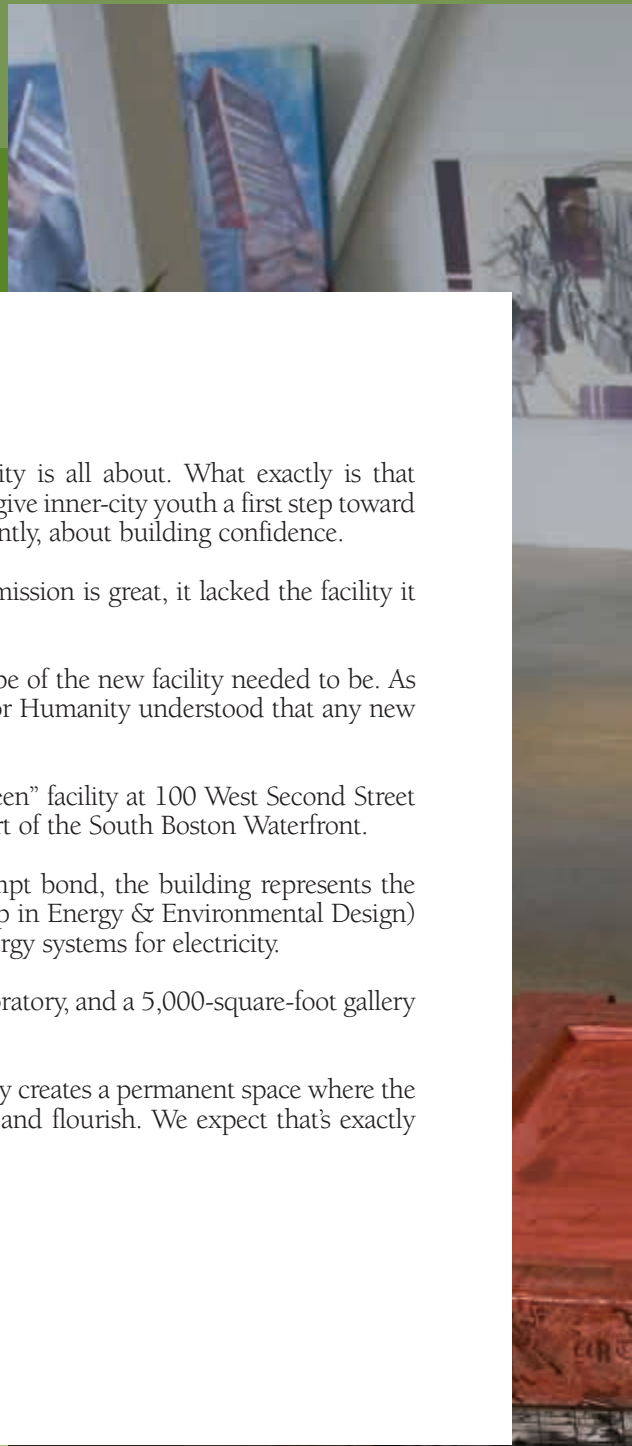 ity is all about. What exactly is that
give inner-city youth a first step toward
ntly, about building confidence.
mission is great, it lacked the facility it
pe of the new facility needed to be. As
or Humanity understood that any new
een” facility at 100 West Second Street
rt of the South Boston Waterfront.
mpt bond, the building represents the
p in Energy & Environmental Design)
rgy systems for electricity.
oratory, and a 5,000-square-foot gallery
y creates a permanent space where the
and flourish. We expect that’s exactly